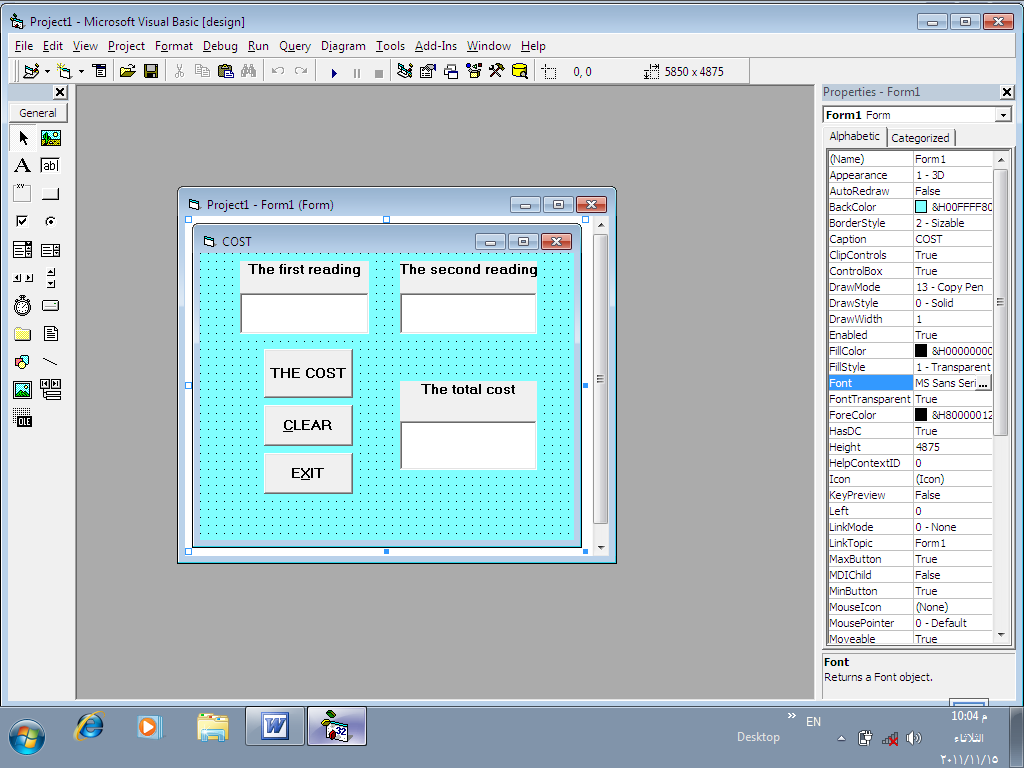 Project1 - Microsoft Visual Basic [design]
File Edit View Project Format Debug Run Query Diagram Tools Add-Ins Window Help
0, 0 5850 x 4875
General
A ab|
xy
OLE
Project1 - Form1 (Form)
COST
The first reading The second reading
THE COST
The total cost
CLEAR
EXIT
Properties - Form1
Form1 Form
Alphabetic Categorized
(Name) Form1
Appearance 1 - 3D
AutoRedraw False
BackColor &H00FFFF80
BorderStyle 2 - Sizable
Caption COST
ClipControls True
ControlBox True
DrawMode 13 - Copy Pen
DrawStyle 0 - Solid
DrawWidth 1
Enabled True
FillColor &H00000000
FillStyle 1 - Transparent
Font MS Sans Seri ...
FontTransparent True
ForeColor &H80000012
HasDC True
Height 4875
HelpContextID 0
Icon (Icon)
KeyPreview False
Left 0
LinkMode 0 - None
LinkTopic Form1
MaxButton True
MDIChild False
MinButton True
MouseIcon (None)
MousePointer 0 - Default
Moveable True
Font
Returns a Font object.
W 32
Desktop
» EN
10:04 م
الثلاثاء
٢٠١١/١١/١٥